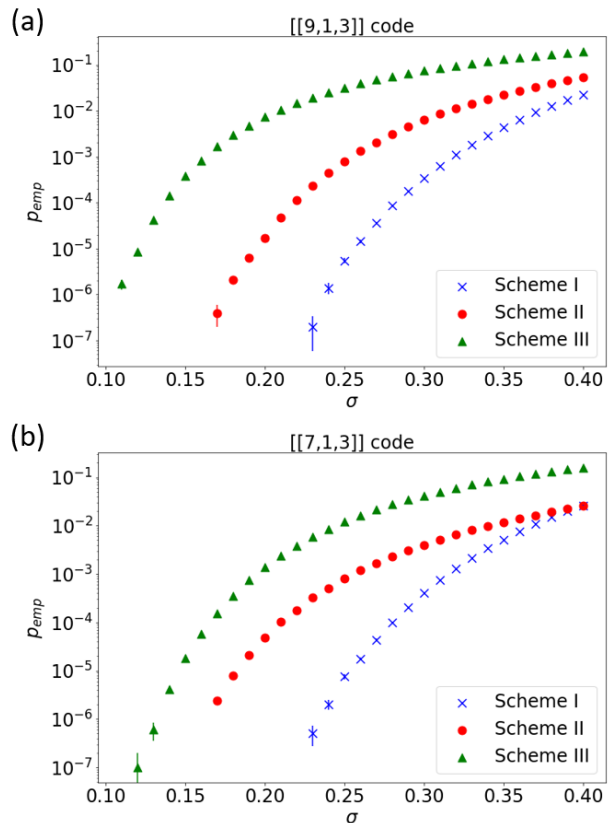 (a)
[[9,1,3]] code
10⁻¹
10⁻²
10⁻³
10⁻⁴
10⁻⁵
10⁻⁶
10⁻⁷
p_emp
Scheme I
Scheme II
Scheme III
0.10 0.15 0.20 0.25 0.30 0.35 0.40
σ
(b)
[[7,1,3]] code
10⁻¹
10⁻²
10⁻³
10⁻⁴
10⁻⁵
10⁻⁶
10⁻⁷
p_emp
Scheme I
Scheme II
Scheme III
0.10 0.15 0.20 0.25 0.30 0.35 0.40
σ